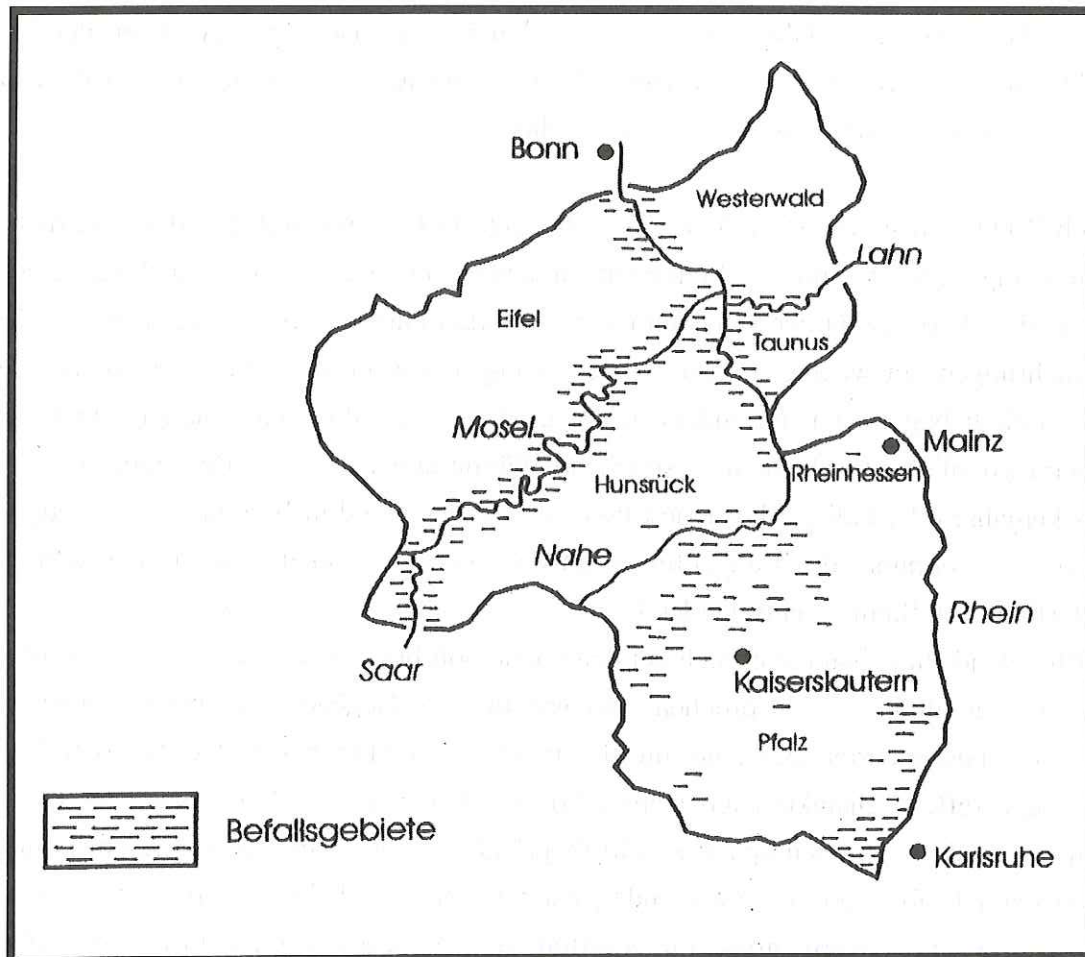 Bonn
Westerwald
Lahn
Eifel
Taunus
Mosel
Mainz
Rheinhessen
Hunsrück
Nahe
Rhein
Saar
Kaiserslautern
Pfalz
Befallsgebiete
Karlsruhe